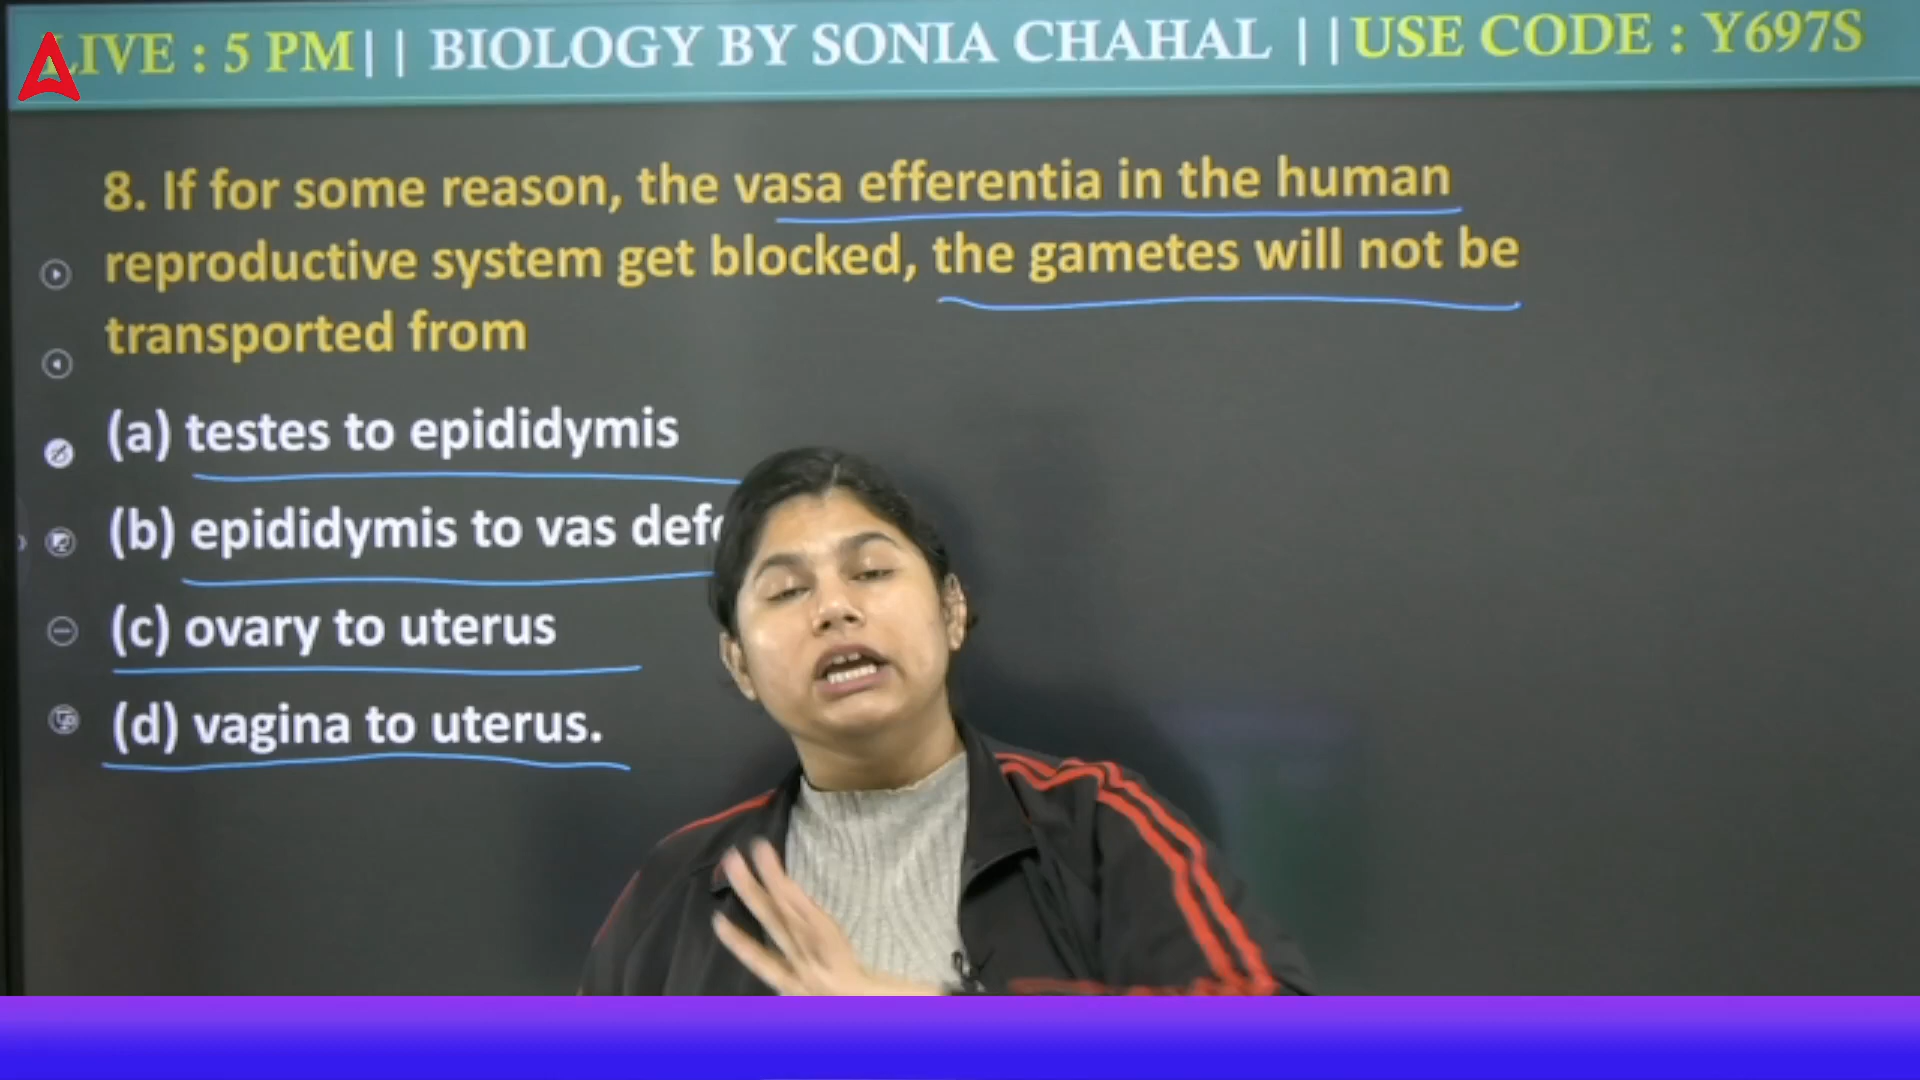 LIVE : 5 PM || BIOLOGY BY SONIA CHAHAL || USE CODE : Y697S
8. If for some reason, the vasa efferentia in the human
reproductive system get blocked, the gametes will not be
transported from
(a) testes to epididymis
(b) epididymis to vas
(c) ovary to uterus
(d) vagina to uterus.